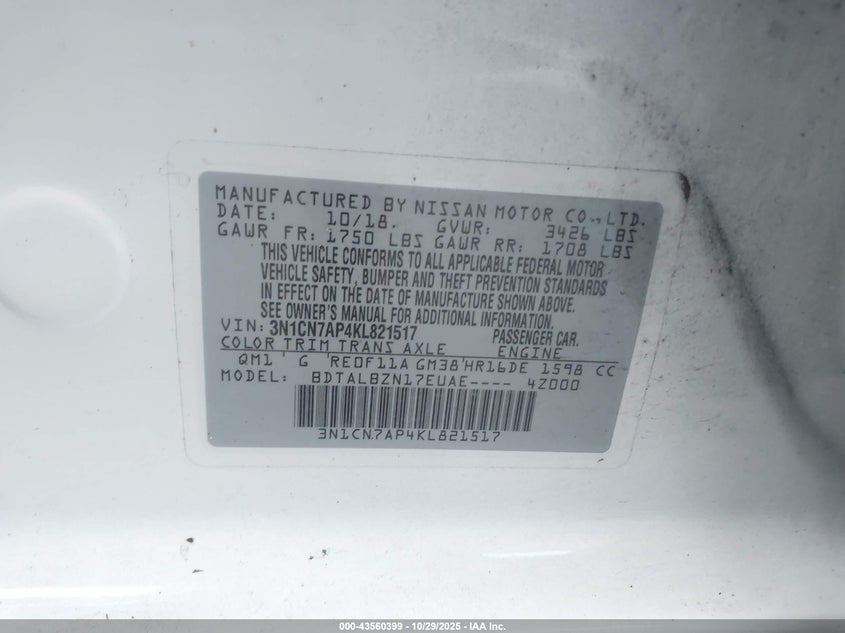 MANUFACTURED BY NISSAN MOTOR CO.,LTD.
DATE: 10/18. GVWR: 3426 LBS
GAWR FR: 1750 LBS GAWR RR: 1708 LBS
THIS VEHICLE CONFORMS TO ALL APPLICABLE FEDERAL MOTOR
VEHICLE SAFETY, BUMPER AND THEFT PREVENTION STANDARDS
IN EFFECT ON THE DATE OF MANUFACTURE SHOWN ABOVE.
SEE OWNER'S MANUAL FOR ADDITIONAL INFORMATION.
VIN: 3N1CN7AP4KL821517 PASSENGER CAR.
COLOR TRIM TRANS AXLE ENGINE
QM1 ' G 'RE0F11A GM38'HR16DE 1598 CC
MODEL: BDTALBZN17EUAE---- 4Z000
3N1CN7AP4KL821517
000-43560399 | 10/29/2025 - IAA Inc.